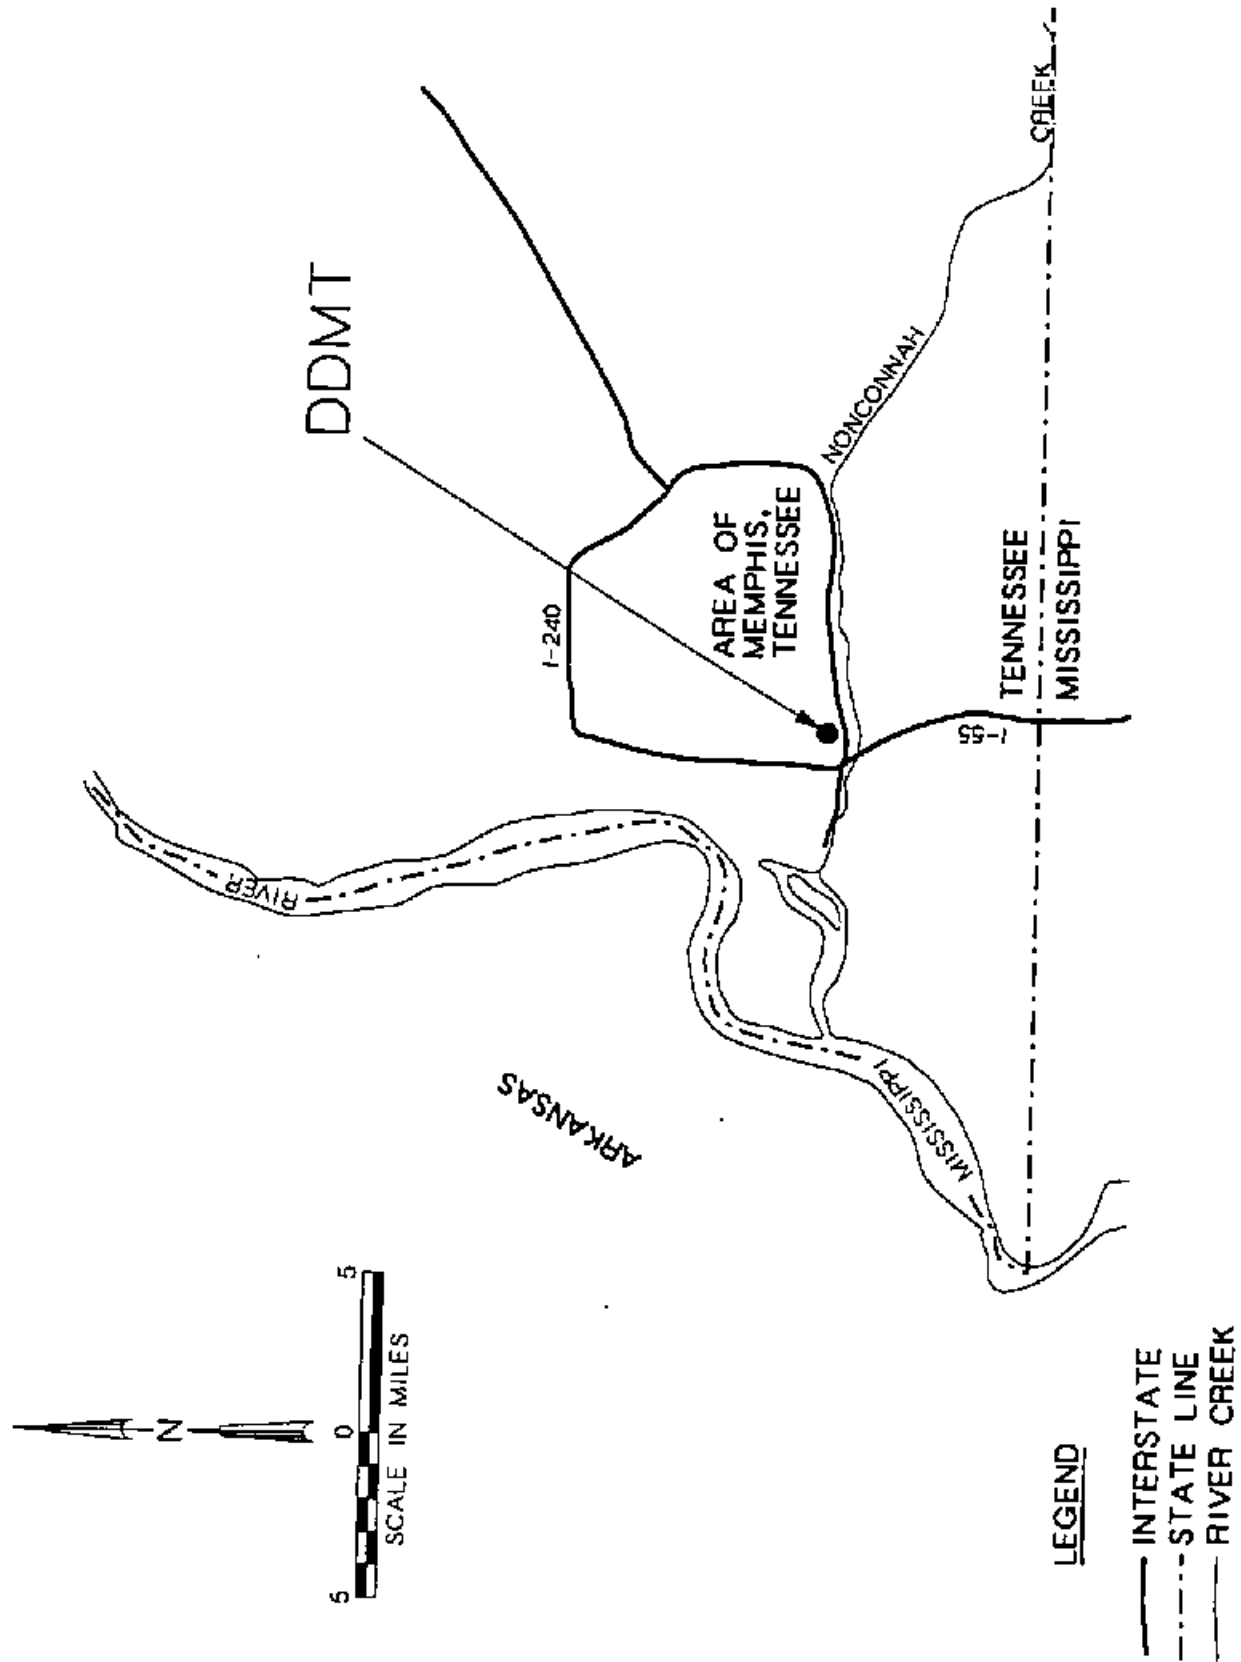 DDMT
I-240
AREA OF
MEMPHIS,
TENNESSEE
NONCONNAH
CREEK
TENNESSEE
MISSISSIPPI
I-55
RIVER
MISSISSIPPI
ARKANSAS
N
5 0 5
SCALE IN MILES
LEGEND
INTERSTATE
STATE LINE
RIVER CREEK